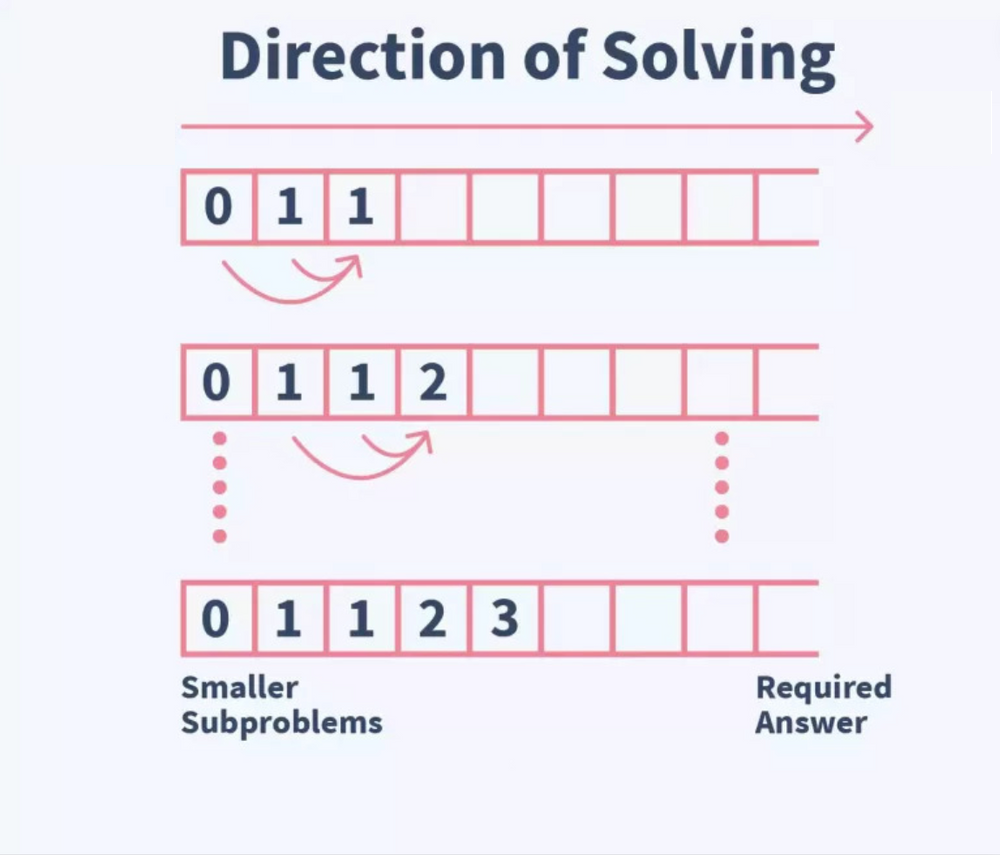 Direction of Solving
0 1 1
0 1 1 2
0 1 1 2 3
Smaller
Subproblems
Required
Answer